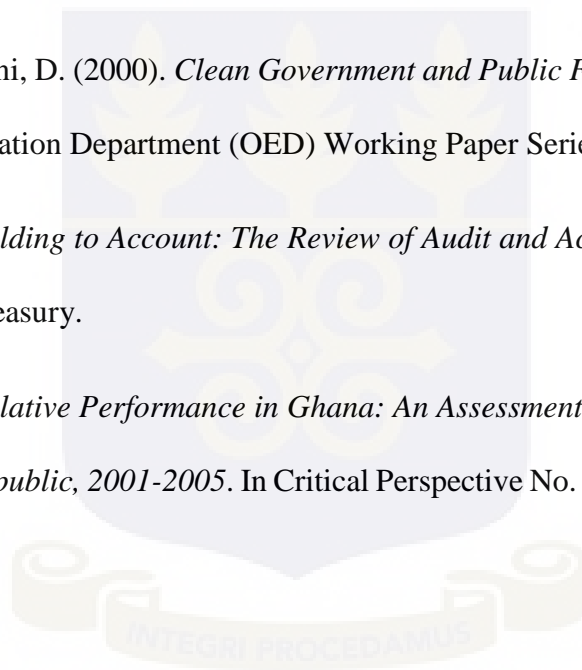 ni, D. (2000). Clean Government and Public F
ation Department (OED) Working Paper Serie
lding to Account: The Review of Audit and Ac
easury.
lative Performance in Ghana: An Assessment
public, 2001-2005. In Critical Perspective No.
INTEGRI PROCEDAMUS